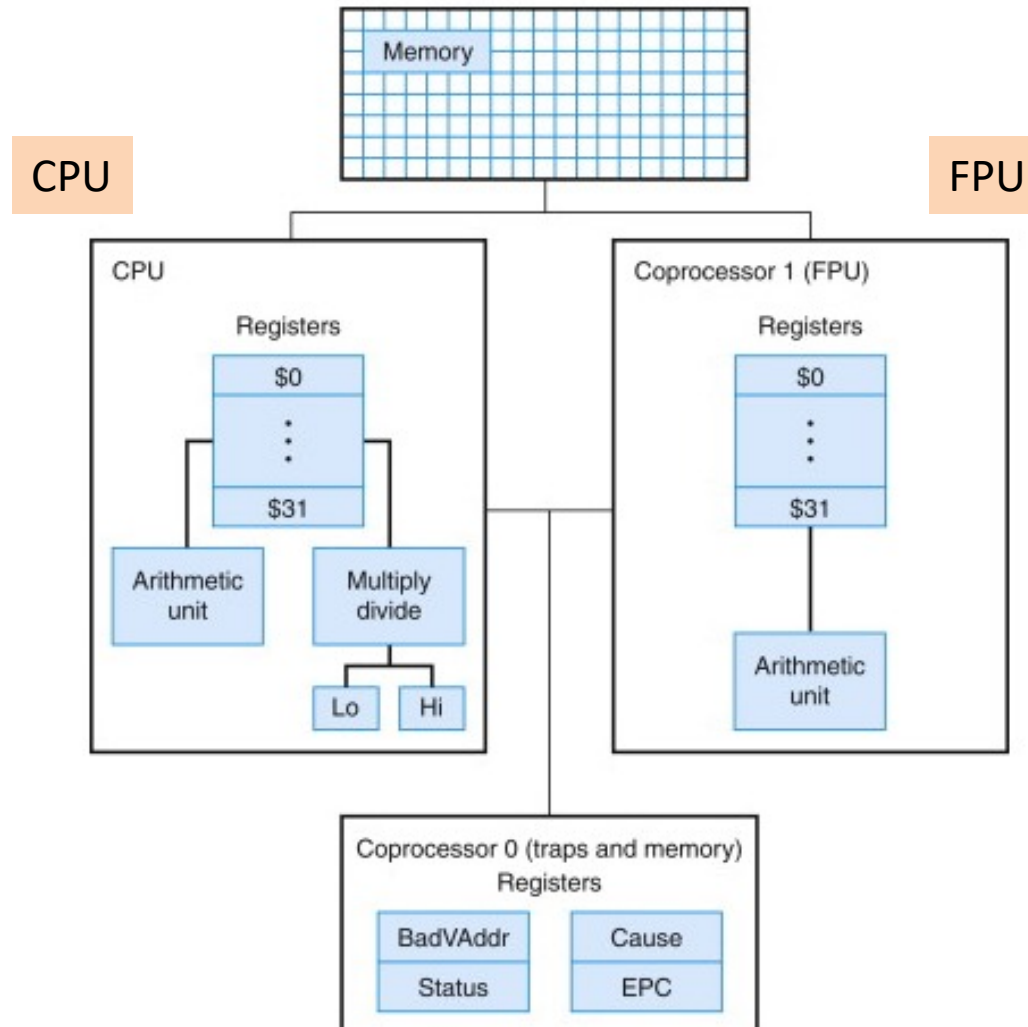 Memory
CPU
FPU
CPU
Registers
$0
$31
Arithmetic
unit
Multiply
divide
Lo
Hi
Coprocessor 1 (FPU)
Registers
$0
$31
Arithmetic
unit
Coprocessor 0 (traps and memory)
Registers
BadVAddr
Cause
Status
EPC